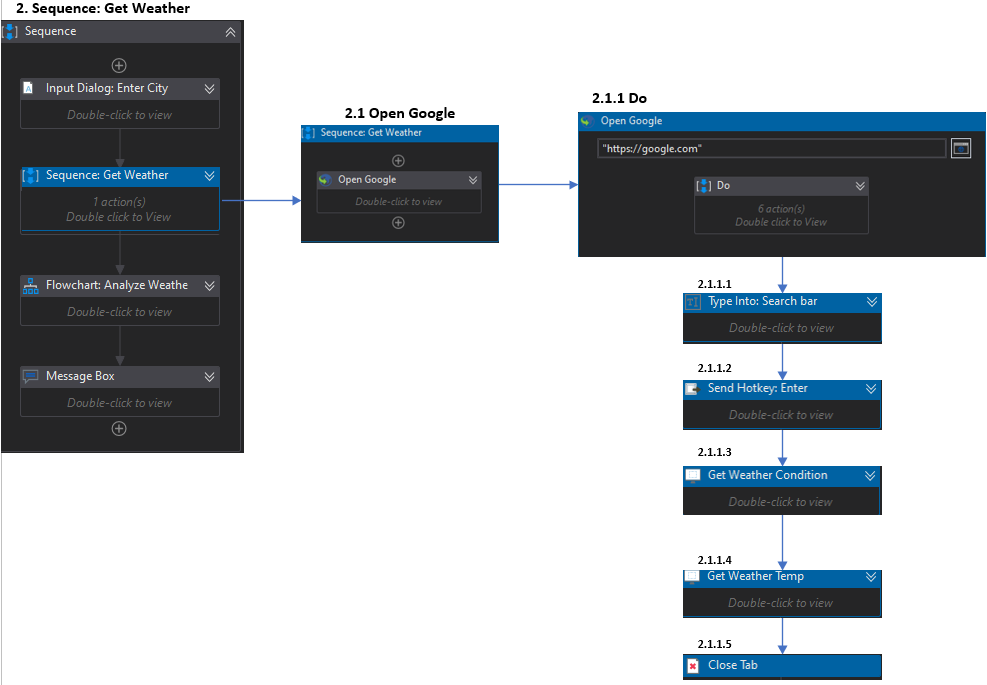 2. Sequence: Get Weather
Sequence
Input Dialog: Enter City
Double-click to view
Sequence: Get Weather
1 action(s)
Double click to View
Flowchart: Analyze Weathe
Double-click to view
Message Box
Double-click to view
2.1 Open Google
Sequence: Get Weather
Open Google
Double-click to view
2.1.1 Do
Open Google
"https://google.com"
Do
6 action(s)
Double click to View
2.1.1.1
Type Into: Search bar
Double-click to view
2.1.1.2
Send Hotkey: Enter
Double-click to view
2.1.1.3
Get Weather Condition
Double-click to view
2.1.1.4
Get Weather Temp
Double-click to view
2.1.1.5
Close Tab